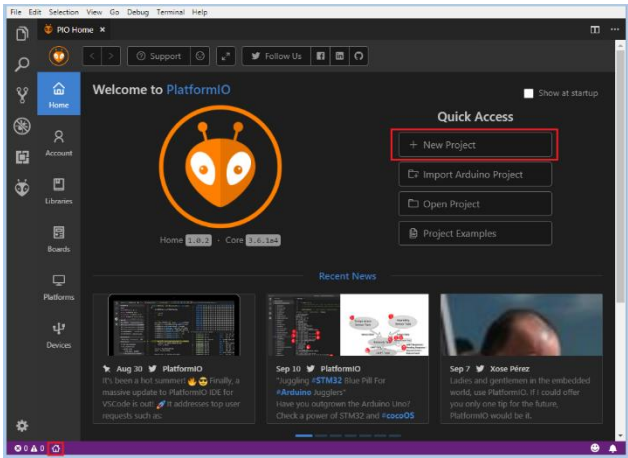 File Edit Selection View Go Debug Terminal Help
PIO Home ×
< > Support Follow Us
Home
Account
Libraries
Boards
Platforms
Devices
Welcome to PlatformIO
Show at startup
Quick Access
+ New Project
Import Arduino Project
Open Project
Project Examples
Home 1.0.2 · Core 3.6.1a4
Recent News
Aug 30 PlatformIO
It's been a hot summer! 🔥 😎 Finally, a
massive update to PlatformIO IDE for
VSCode is out! 🚀 It addresses top user
requests such as:
Sep 10 PlatformIO
"Juggling #STM32 Blue Pill For
#Arduino Jugglers"
Have you outgrown the Arduino Uno?
Check a power of STM32 and #cocoOS
Sep 7 Xose Pérez
Ladies and gentlemen in the embedded
world, use PlatformIO. If I could offer
you only one tip for the future,
PlatformIO would be it.
0 0